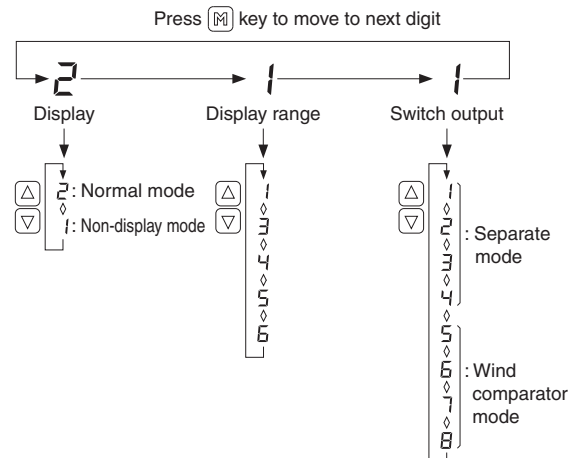 Press M key to move to next digit
2 1 1
Display Display range Switch output
2 : Normal mode
1 : Non-display mode
1
3
4
5
6
1
2
3
4
: Separate
mode
5
6
7
8
: Wind
comparator
mode